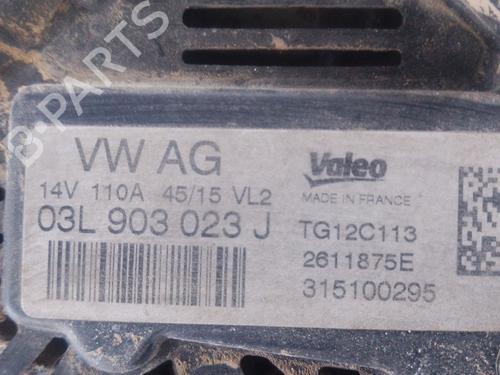 VW AG
14V 110A 45/15 VL2
03L 903 023 J
Valeo
MADE IN FRANCE
TG12C113
2611875E
315100295
B-PARTS